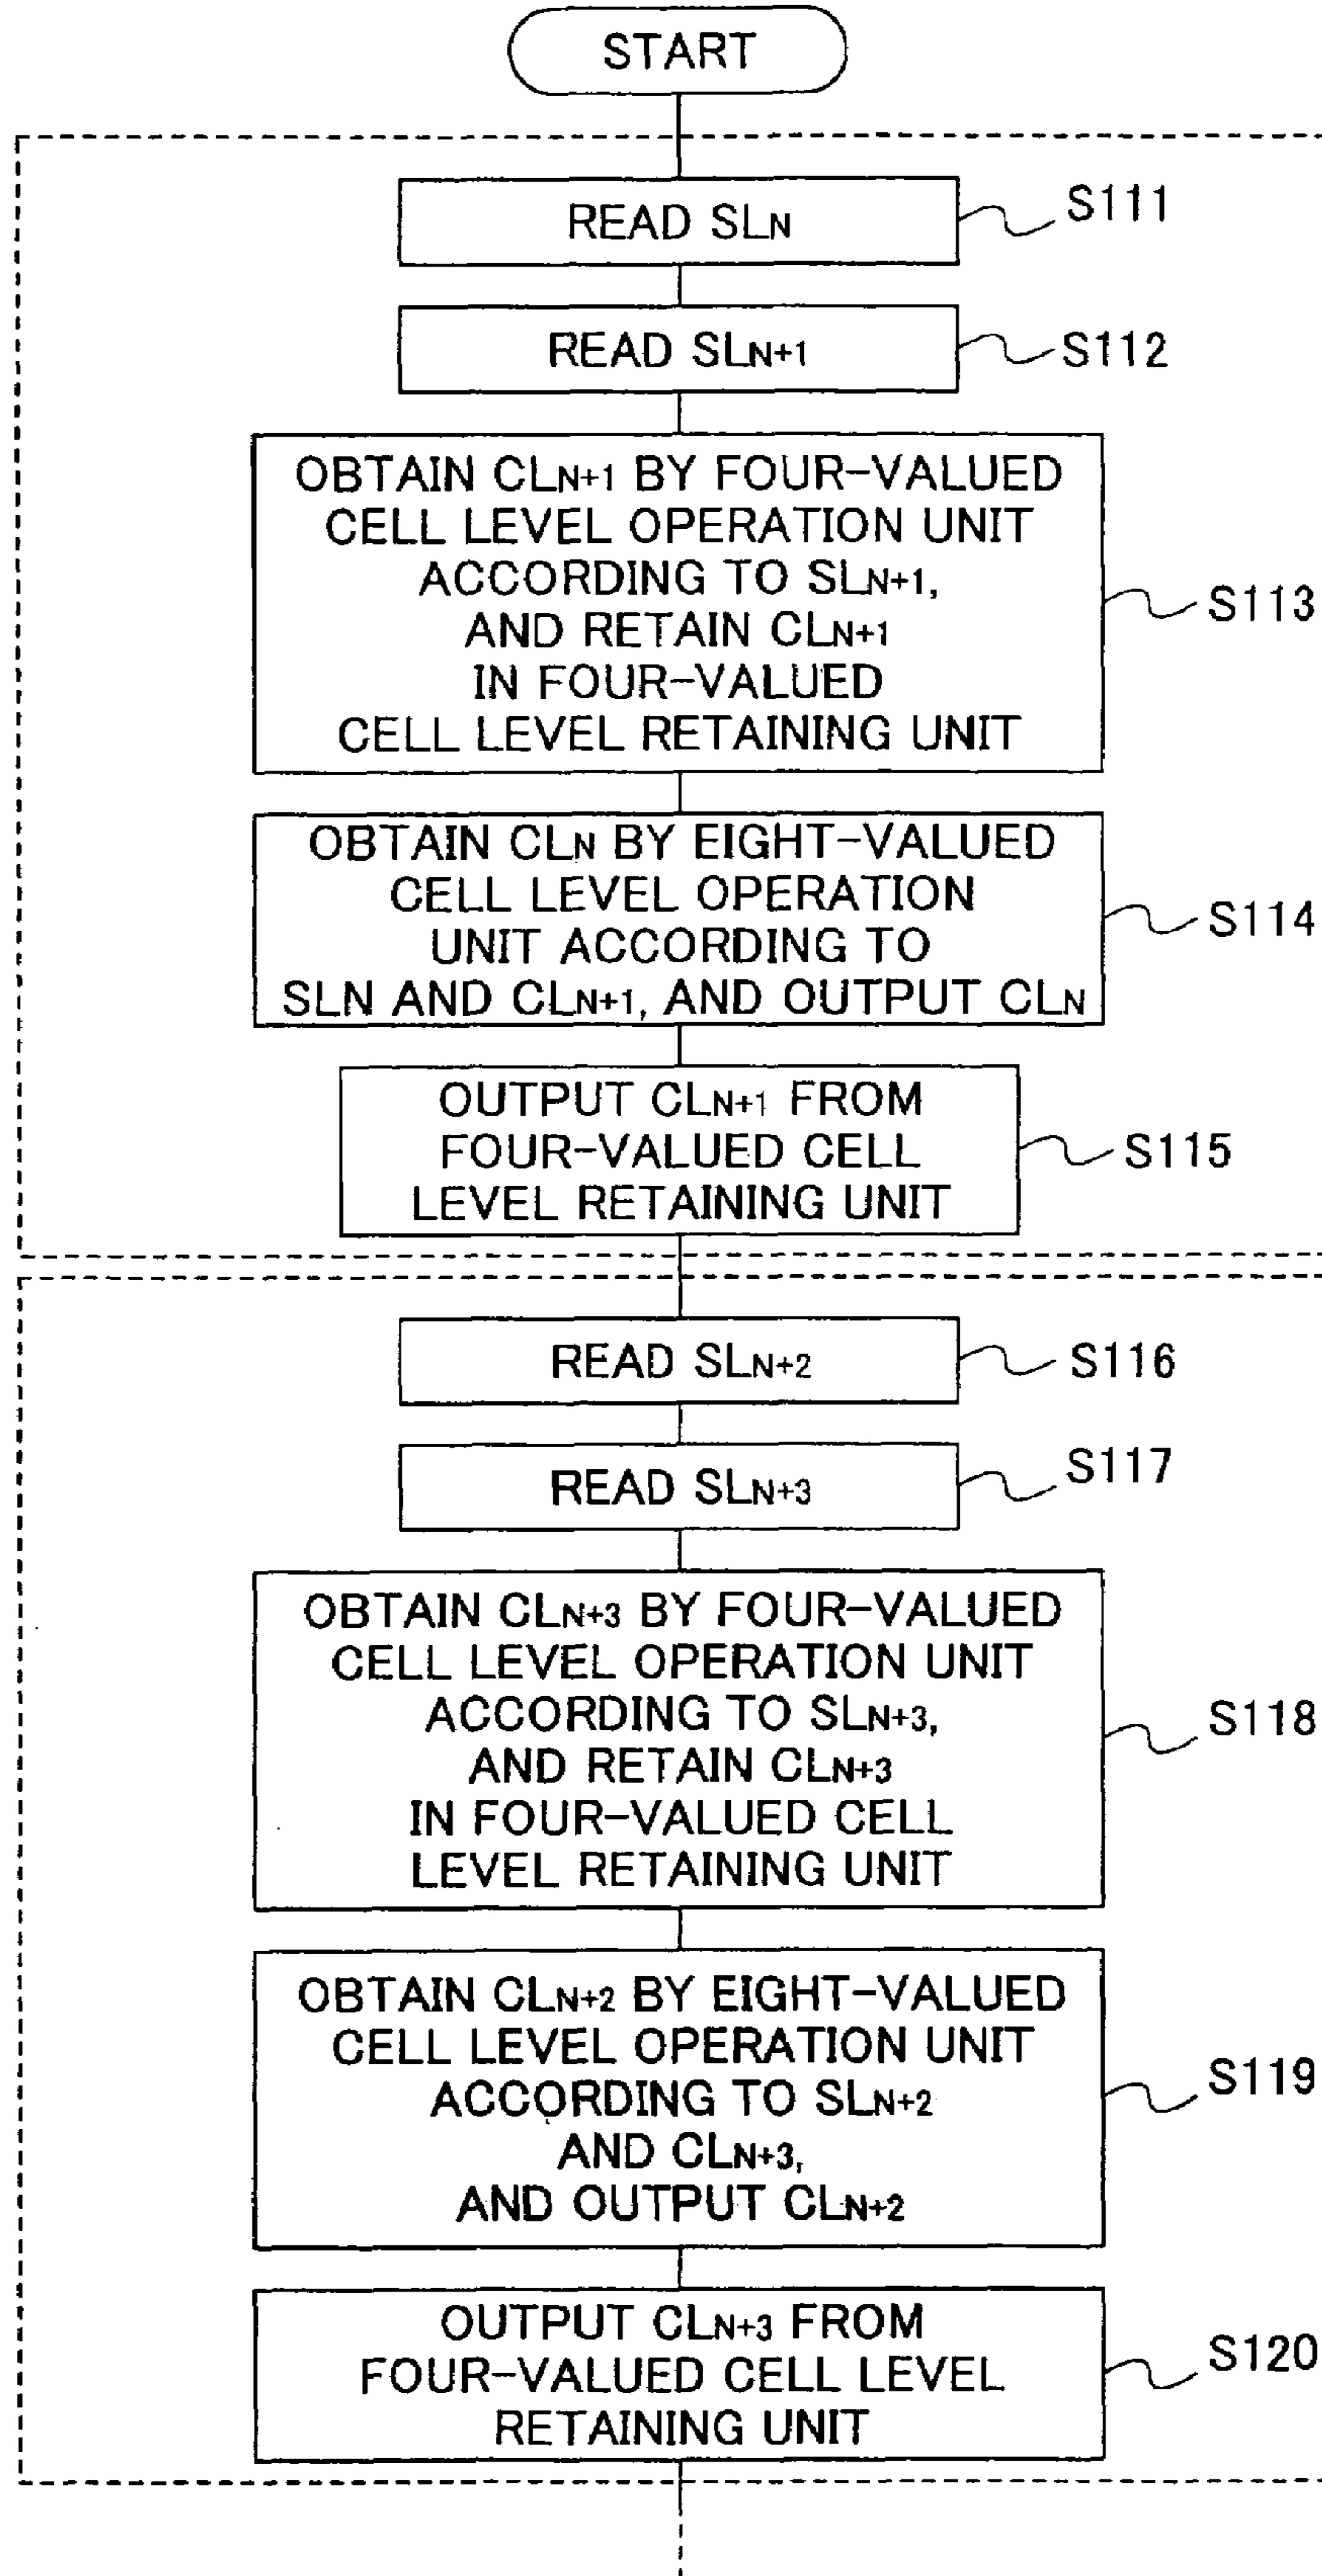 START
READ SLN
S111
READ SLN+1
S112
OBTAIN CLN+1 BY FOUR-VALUED
CELL LEVEL OPERATION UNIT
ACCORDING TO SLN+1,
AND RETAIN CLN+1
IN FOUR-VALUED
CELL LEVEL RETAINING UNIT
S113
OBTAIN CLN BY EIGHT-VALUED
CELL LEVEL OPERATION
UNIT ACCORDING TO
SLN AND CLN+1, AND OUTPUT CLN
S114
OUTPUT CLN+1 FROM
FOUR-VALUED CELL
LEVEL RETAINING UNIT
S115
READ SLN+2
S116
READ SLN+3
S117
OBTAIN CLN+3 BY FOUR-VALUED
CELL LEVEL OPERATION UNIT
ACCORDING TO SLN+3,
AND RETAIN CLN+3
IN FOUR-VALUED CELL
LEVEL RETAINING UNIT
S118
OBTAIN CLN+2 BY EIGHT-VALUED
CELL LEVEL OPERATION UNIT
ACCORDING TO SLN+2
AND CLN+3,
AND OUTPUT CLN+2
S119
OUTPUT CLN+3 FROM
FOUR-VALUED CELL LEVEL
RETAINING UNIT
S120